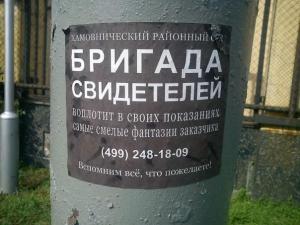 ХАМОВНИЧЕСКИЙ РАЙОННЫЙ
БРИГАДА
СВИДЕТЕЛЕЙ
воплотит в своих показаниях
самые смелые фантазии заказчика
(499) 248-18-09
Вспомним всё, что пожелаете!